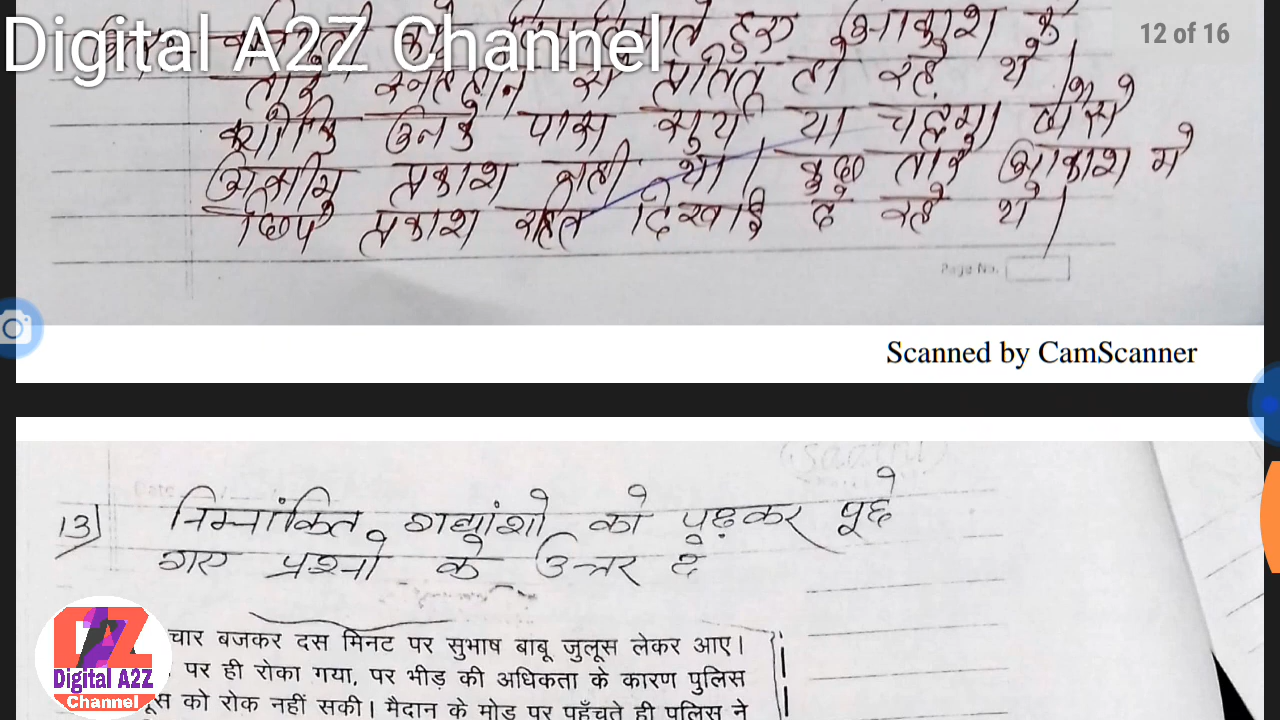 Digital A2Z Channel
12 of 16
हुए आकाश के
तारे स्नेहहीन से प्रतित हो रहे थे।
क्योंकि उनके पास सूर्य या चंद्रमा जैसे
प्रकाश नही था। कुछ तारे आकाश मे
छिपे प्रकाश रहित दिखाई दे रहे थे।
Page No.
Scanned by CamScanner
13) निम्नांकित गद्यांशो को पढ़कर पूछे
गए प्रश्नो के उत्तर दे
चार बजकर दस मिनट पर सुभाष बाबू जुलूस लेकर आए।
पर ही रोका गया, पर भीड़ की अधिकता के कारण पुलिस
को रोक नहीं सकी। मैदान के मोड़ पर पहुँचते ही पुलिस ने
Digital A2Z
Channel